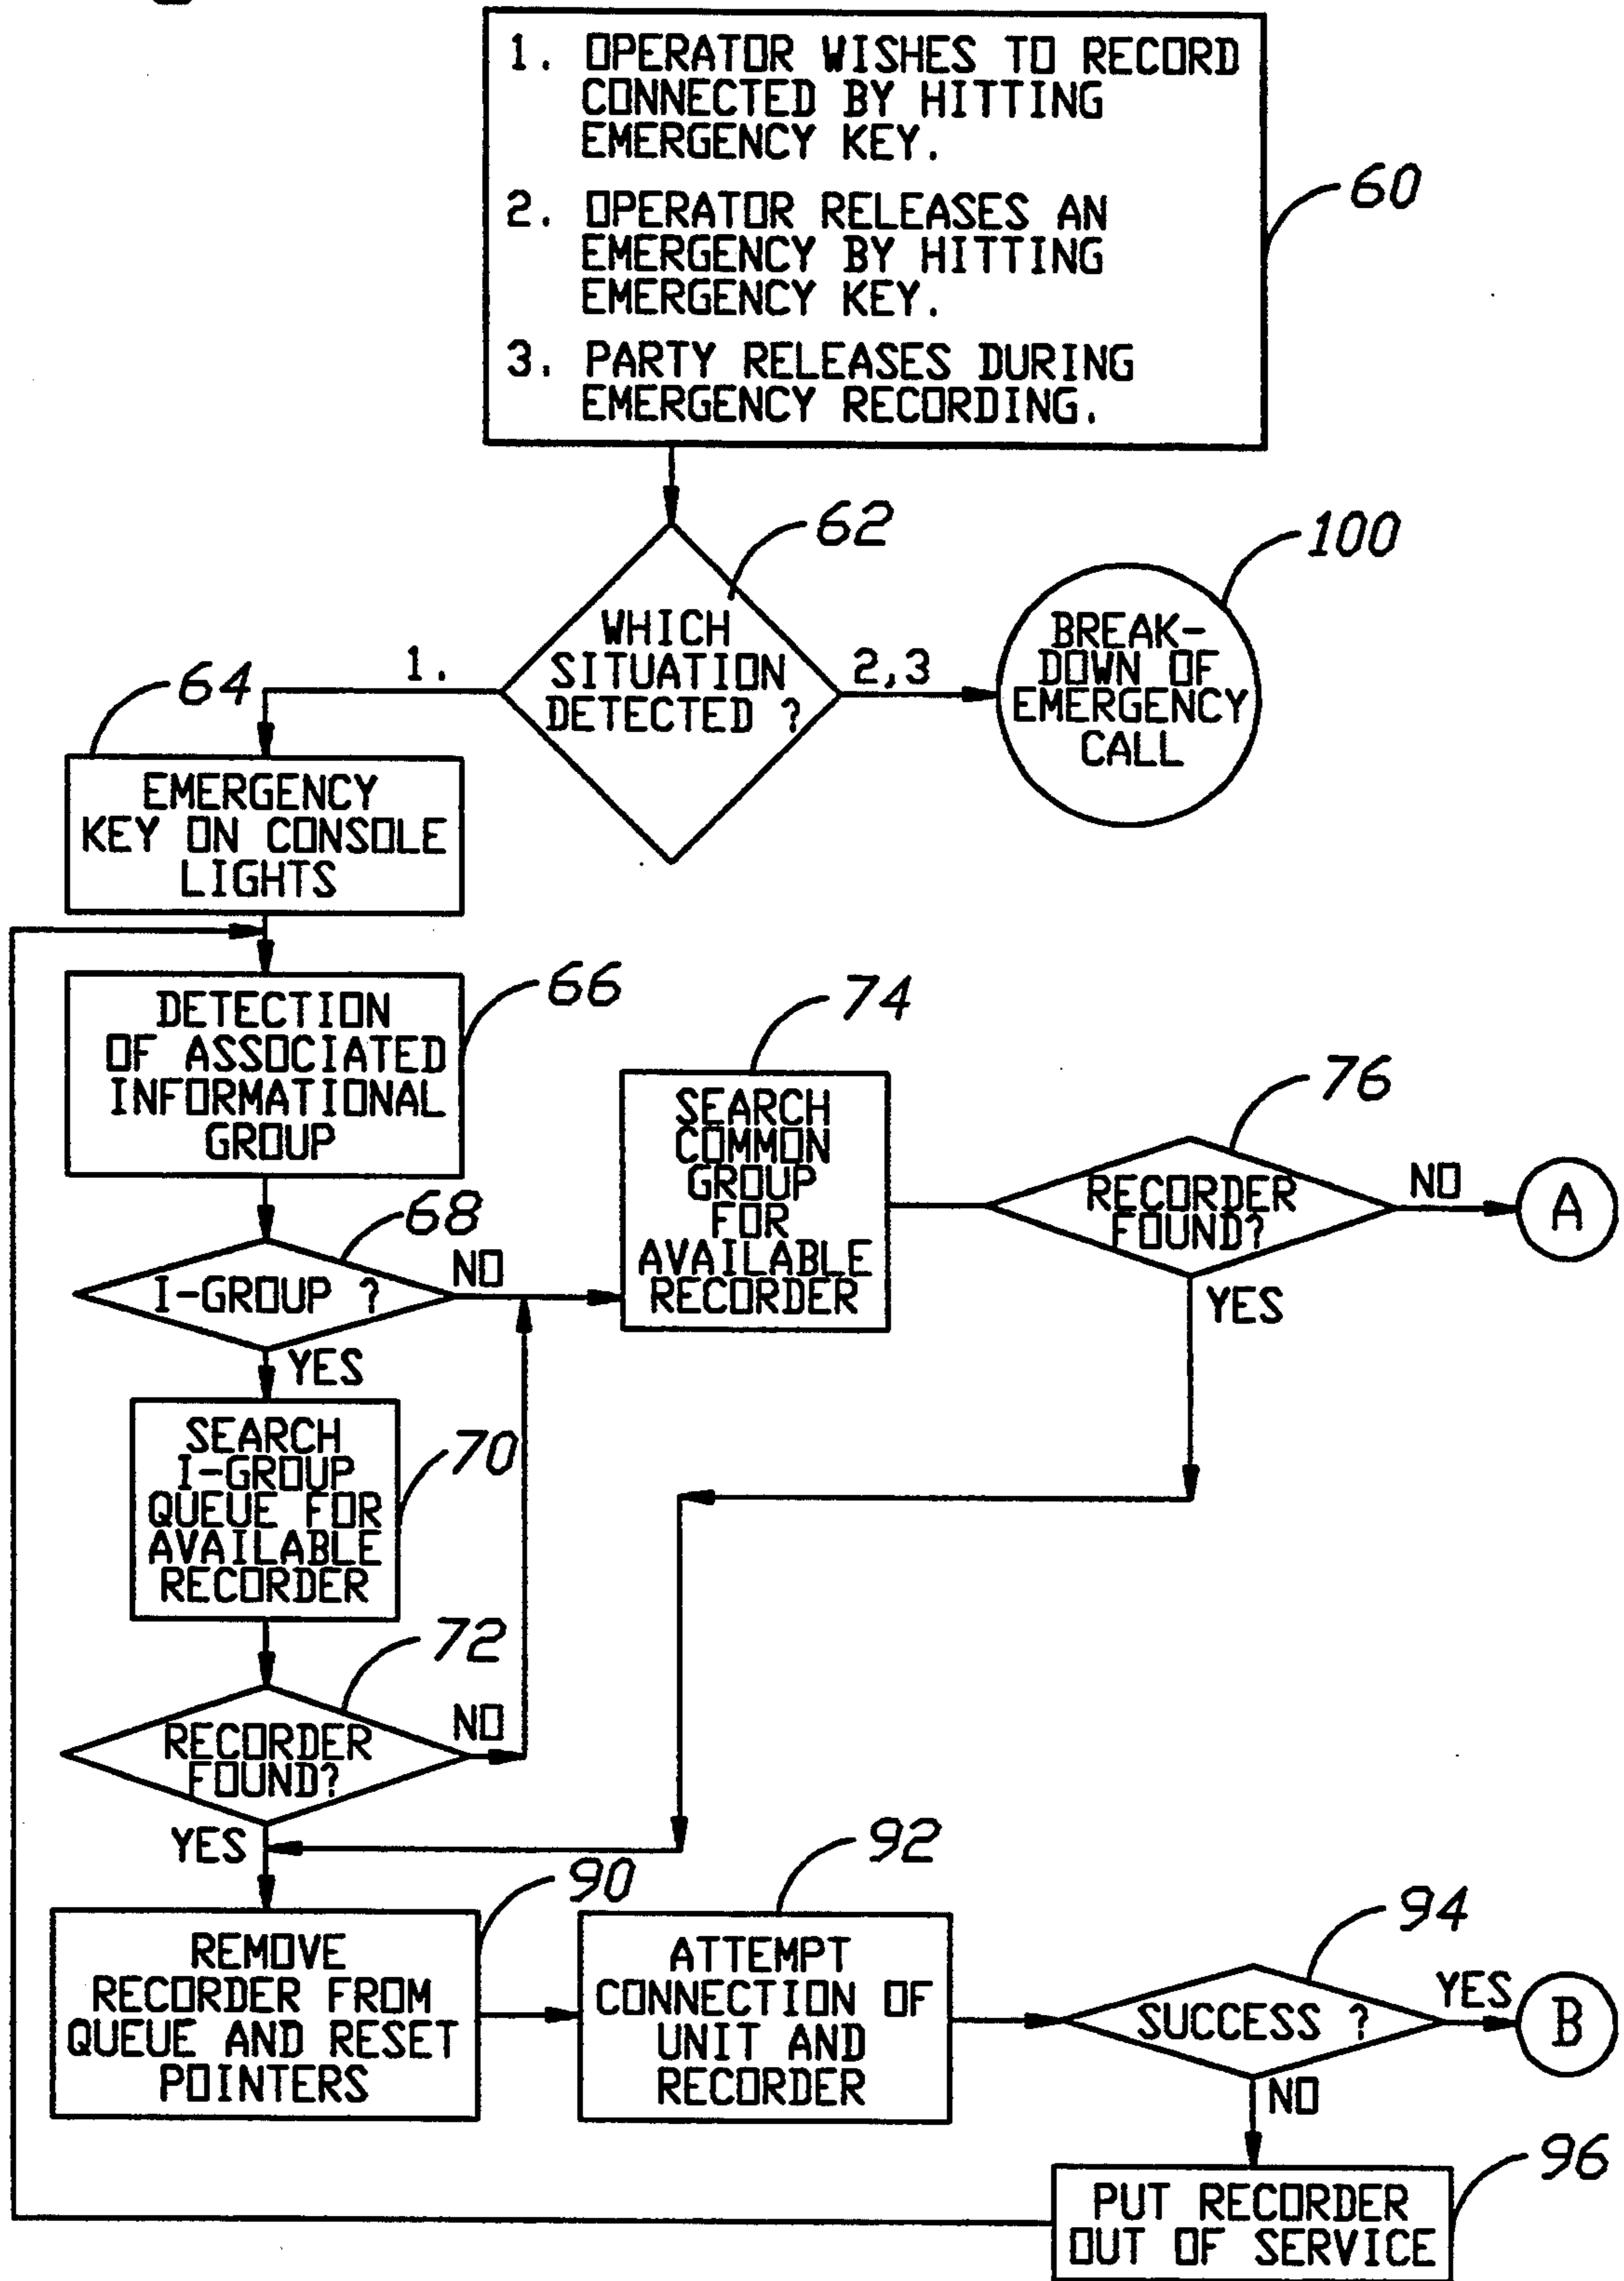 1. OPERATOR WISHES TO RECORD
CONNECTED BY HITTING
EMERGENCY KEY.
2. OPERATOR RELEASES AN
EMERGENCY BY HITTING
EMERGENCY KEY.
3. PARTY RELEASES DURING
EMERGENCY RECORDING.
60
62
100
WHICH
SITUATION
DETECTED ?
1.
2,3
BREAK-
DOWN OF
EMERGENCY
CALL
64
EMERGENCY
KEY ON CONSOLE
LIGHTS
66
DETECTION
OF ASSOCIATED
INFORMATIONAL
GROUP
74
SEARCH
COMMON
GROUP
FOR
AVAILABLE
RECORDER
76
RECORDER
FOUND?
NO
A
YES
68
I-GROUP ?
NO
YES
SEARCH
I-GROUP
QUEUE FOR
AVAILABLE
RECORDER
70
72
RECORDER
FOUND?
NO
YES
90
REMOVE
RECORDER FROM
QUEUE AND RESET
POINTERS
92
ATTEMPT
CONNECTION OF
UNIT AND
RECORDER
94
SUCCESS ?
YES
B
NO
96
PUT RECORDER
OUT OF SERVICE